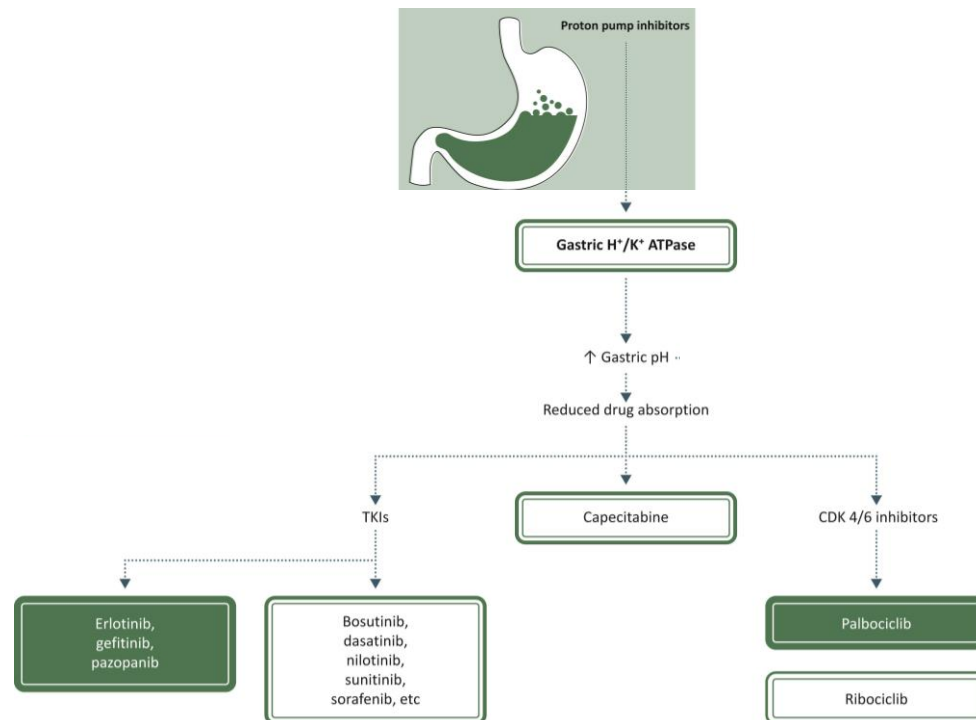 Proton pump inhibitors
Gastric H⁺/K⁺ ATPase
↑ Gastric pH
Reduced drug absorption
TKIs
Capecitabine
CDK 4/6 inhibitors
Erlotinib,
gefitinib,
pazopanib
Bosutinib,
dasatinib,
nilotinib,
sunitinib,
sorafenib, etc
Palbociclib
Ribociclib